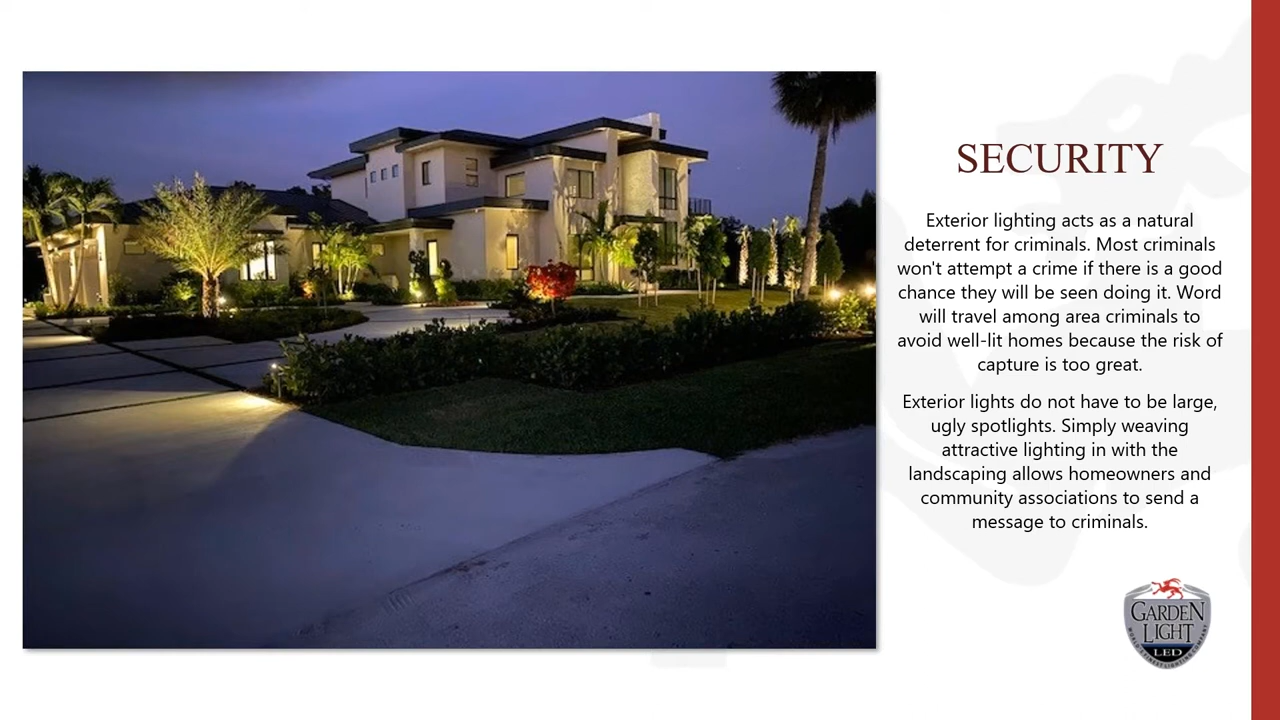 SECURITY
Exterior lighting acts as a natural
deterrent for criminals. Most criminals
won't attempt a crime if there is a good
chance they will be seen doing it. Word
will travel among area criminals to
avoid well-lit homes because the risk of
capture is too great.
Exterior lights do not have to be large,
ugly spotlights. Simply weaving
attractive lighting in with the
landscaping allows homeowners and
community associations to send a
message to criminals.
GARDEN
LIGHT
LED